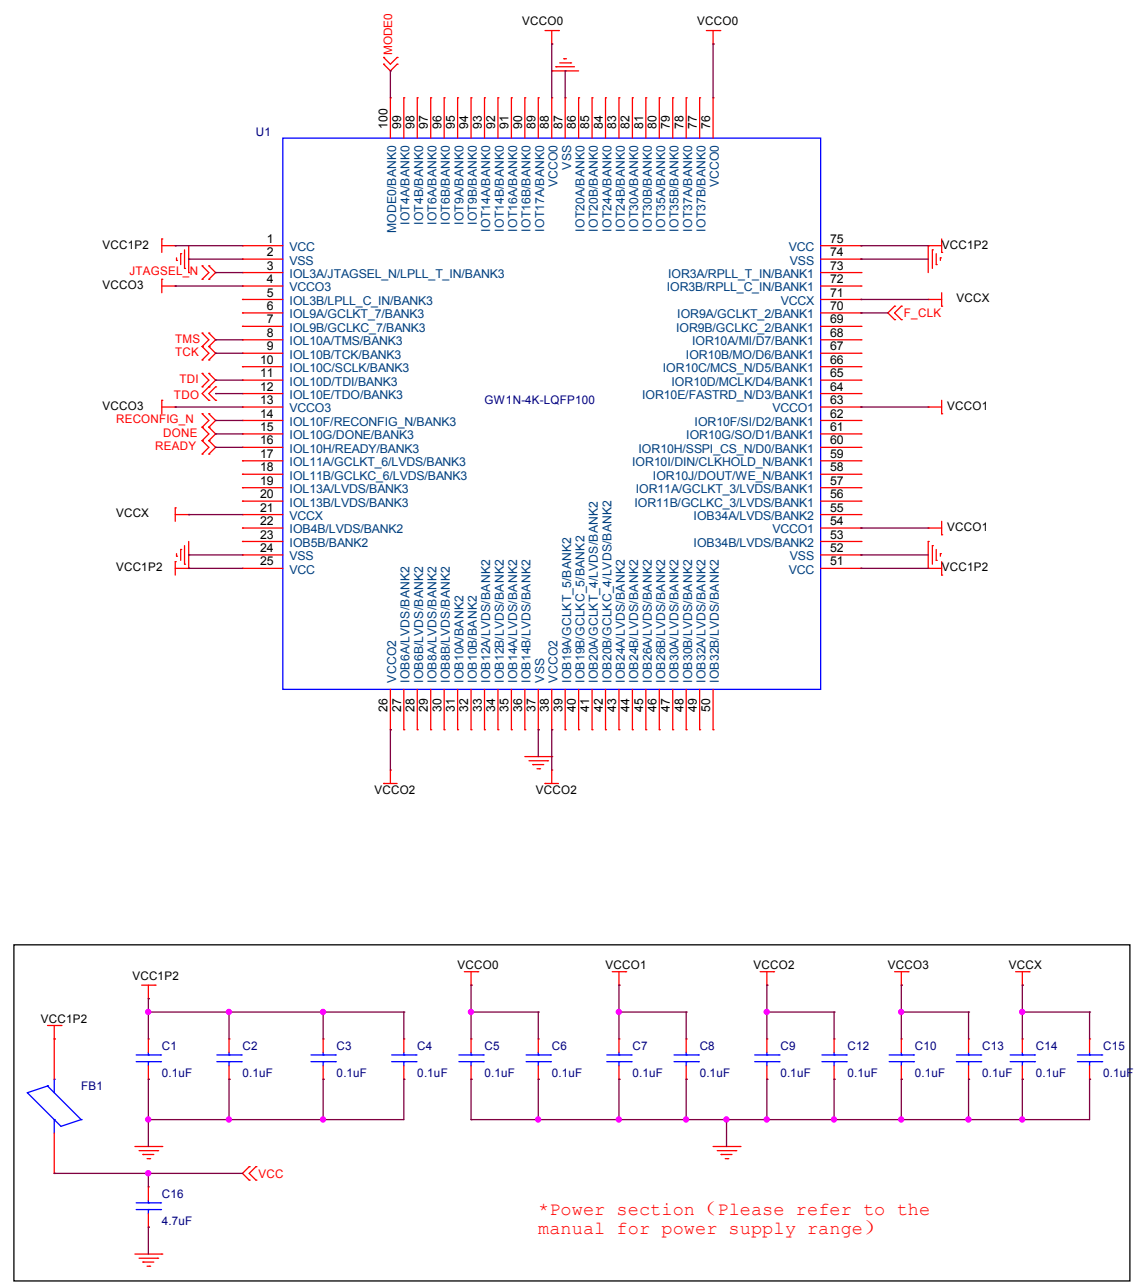 MODE0
VCCO0
VCCO0
100
99
98
97
96
95
94
93
92
91
90
89
88
87
86
85
84
83
82
81
80
79
78
77
76
U1
MODE0/BANK0
IOT4A/BANK0
IOT4B/BANK0
IOT6A/BANK0
IOT6B/BANK0
IOT9A/BANK0
IOT9B/BANK0
IOT14A/BANK0
IOT14B/BANK0
IOT16A/BANK0
IOT16B/BANK0
IOT17A/BANK0
VCCO0
VSS
IOT20A/BANK0
IOT20B/BANK0
IOT24A/BANK0
IOT24B/BANK0
IOT30A/BANK0
IOT30B/BANK0
IOT35A/BANK0
IOT35B/BANK0
IOT37A/BANK0
IOT37B/BANK0
VCCO0
VCC1P2 1 VCC
2 VSS
JTAGSEL_N 3 IOL3A/JTAGSEL_N/LPLL_T_IN/BANK3
VCCO3 4 VCCO3
5 IOL3B/LPLL_C_IN/BANK3
6 IOL9A/GCLKT_7/BANK3
7 IOL9B/GCLKC_7/BANK3
TMS 8 IOL10A/TMS/BANK3
TCK 9 IOL10B/TCK/BANK3
10 IOL10C/SCLK/BANK3
TDI 11 IOL10D/TDI/BANK3
TDO 12 IOL10E/TDO/BANK3
VCCO3 13 VCCO3
RECONFIG_N 14 IOL10F/RECONFIG_N/BANK3
DONE 15 IOL10G/DONE/BANK3
READY 16 IOL10H/READY/BANK3
17 IOL11A/GCLKT_6/LVDS/BANK3
18 IOL11B/GCLKC_6/LVDS/BANK3
19 IOL13A/LVDS/BANK3
20 IOL13B/LVDS/BANK3
VCCX 21 VCCX
22 IOB4B/LVDS/BANK2
23 IOB5B/BANK2
24 VSS
VCC1P2 25 VCC
GW1N-4K-LQFP100
VCC 75 VCC1P2
VSS 74
IOR3A/RPLL_T_IN/BANK1 73
IOR3B/RPLL_C_IN/BANK1 72
VCCX 71 VCCX
IOR9A/GCLKT_2/BANK1 70 F_CLK
IOR9B/GCLKC_2/BANK1 69
IOR10A/MI/D7/BANK1 68
IOR10B/MO/D6/BANK1 67
IOR10C/MCS_N/D5/BANK1 66
IOR10D/MCLK/D4/BANK1 65
IOR10E/FASTRD_N/D3/BANK1 64
VCCO1 63 VCCO1
IOR10F/SI/D2/BANK1 62
IOR10G/SO/D1/BANK1 61
IOR10H/SSPI_CS_N/D0/BANK1 60
IOR10I/DIN/CLKHOLD_N/BANK1 59
IOR10J/DOUT/WE_N/BANK1 58
IOR11A/GCLKT_3/LVDS/BANK1 57
IOR11B/GCLKC_3/LVDS/BANK1 56
IOB34A/LVDS/BANK2 55
VCCO1 54 VCCO1
IOB34B/LVDS/BANK2 53
VSS 52
VCC 51 VCC1P2
VCCO2
IOB6A/LVDS/BANK2
IOB6B/LVDS/BANK2
IOB8A/LVDS/BANK2
IOB8B/LVDS/BANK2
IOB10A/BANK2
IOB10B/BANK2
IOB12A/LVDS/BANK2
IOB12B/LVDS/BANK2
IOB14A/LVDS/BANK2
IOB14B/LVDS/BANK2
VSS
VCCO2
IOB19A/GCLKT_5/BANK2
IOB19B/GCLKC_5/BANK2
IOB20A/GCLKT_4/LVDS/BANK2
IOB20B/GCLKC_4/LVDS/BANK2
IOB24A/LVDS/BANK2
IOB24B/LVDS/BANK2
IOB26A/LVDS/BANK2
IOB26B/LVDS/BANK2
IOB30A/LVDS/BANK2
IOB30B/LVDS/BANK2
IOB32A/LVDS/BANK2
IOB32B/LVDS/BANK2
26
27
28
29
30
31
32
33
34
35
36
37
38
39
40
41
42
43
44
45
46
47
48
49
50
VCCO2
VCCO2
VCC1P2
VCCO0
VCCO1
VCCO2
VCCO3
VCCX
VCC1P2
C1
0.1uF
C2
0.1uF
C3
0.1uF
C4
0.1uF
C5
0.1uF
C6
0.1uF
C7
0.1uF
C8
0.1uF
C9
0.1uF
C12
0.1uF
C10
0.1uF
C13
0.1uF
C14
0.1uF
C15
0.1uF
FB1
VCC
C16
4.7uF
*Power section (Please refer to the
manual for power supply range)